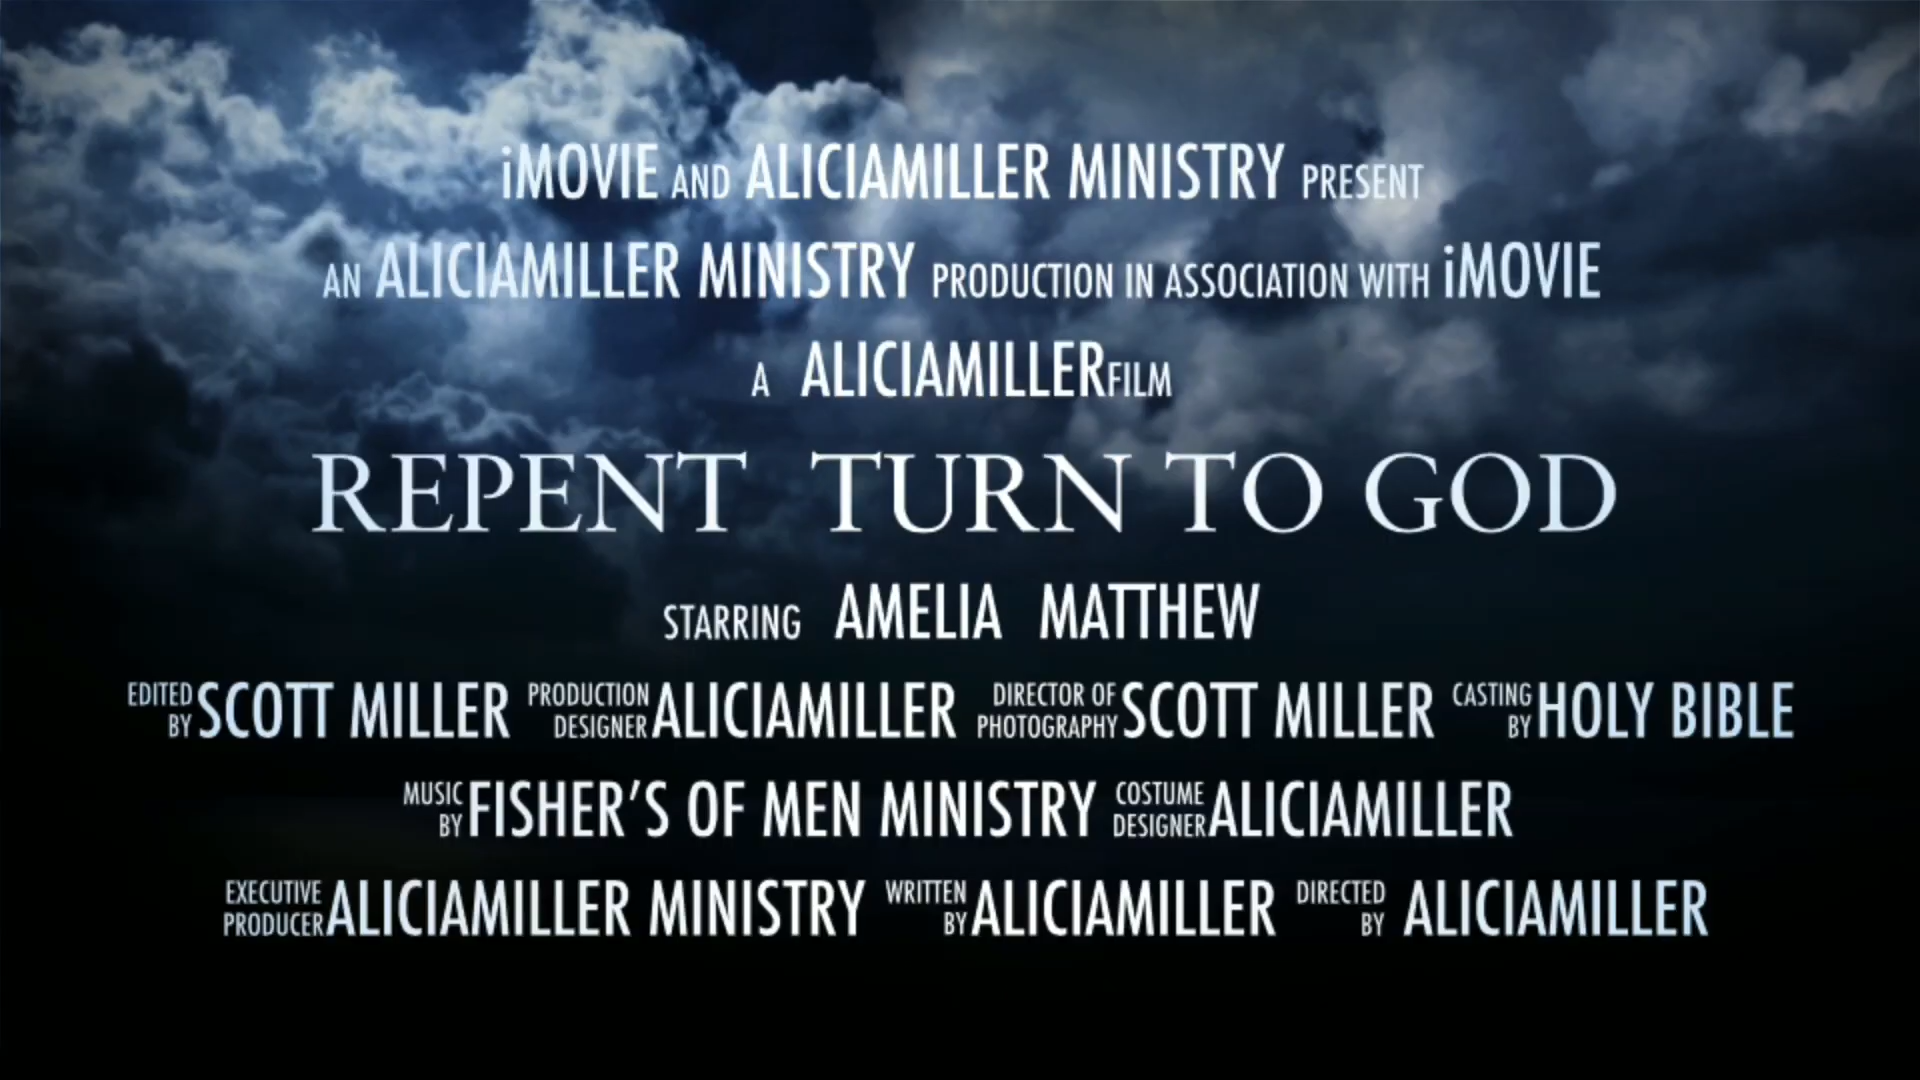 iMOVIE AND ALICIAMILLER MINISTRY PRESENT
AN ALICIAMILLER MINISTRY PRODUCTION IN ASSOCIATION WITH iMOVIE
A ALICIAMILLERFILM
REPENT TURN TO GOD
STARRING AMELIA MATTHEW
EDITED BY SCOTT MILLER PRODUCTION DESIGNER ALICIAMILLER DIRECTOR OF PHOTOGRAPHY SCOTT MILLER CASTING BY HOLY BIBLE
MUSIC BY FISHER'S OF MEN MINISTRY COSTUME DESIGNER ALICIAMILLER
EXECUTIVE PRODUCER ALICIAMILLER MINISTRY WRITTEN BY ALICIAMILLER DIRECTED BY ALICIAMILLER